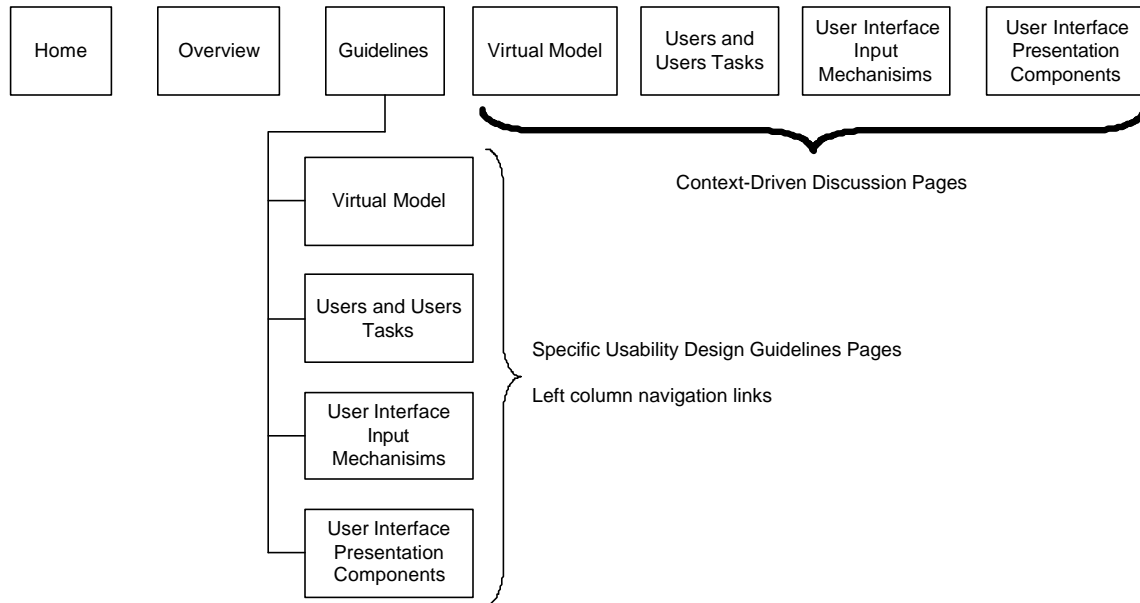 Home
Overview
Guidelines
Virtual Model
Users and
Users Tasks
User Interface
Input
Mechanisims
User Interface
Presentation
Components
Context-Driven Discussion Pages
Virtual Model
Users and Users
Tasks
User Interface
Input
Mechanisims
User Interface
Presentation
Components
Specific Usability Design Guidelines Pages
Left column navigation links